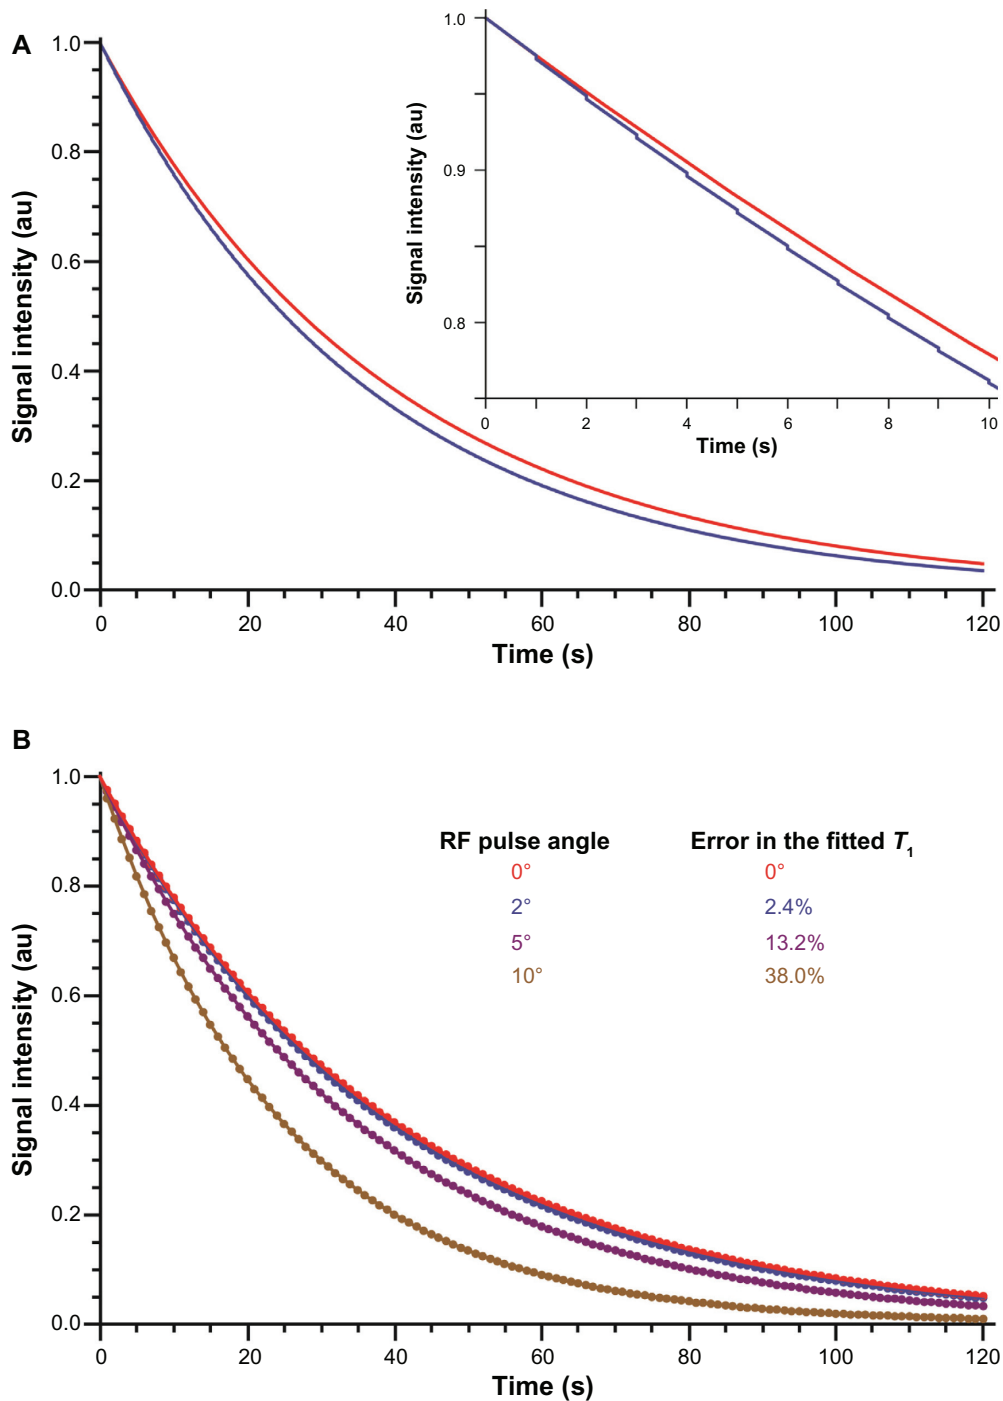 A
Signal intensity (au)
1.0
0.8
0.6
0.4
0.2
0.0
0 20 40 60 80 100 120
Time (s)
Signal intensity (au)
1.0
0.9
0.8
0 2 4 6 8 10
Time (s)
B
Signal intensity (au)
1.0
0.8
0.6
0.4
0.2
0.0
RF pulse angle Error in the fitted T1
0° 0°
2° 2.4%
5° 13.2%
10° 38.0%
0 20 40 60 80 100 120
Time (s)